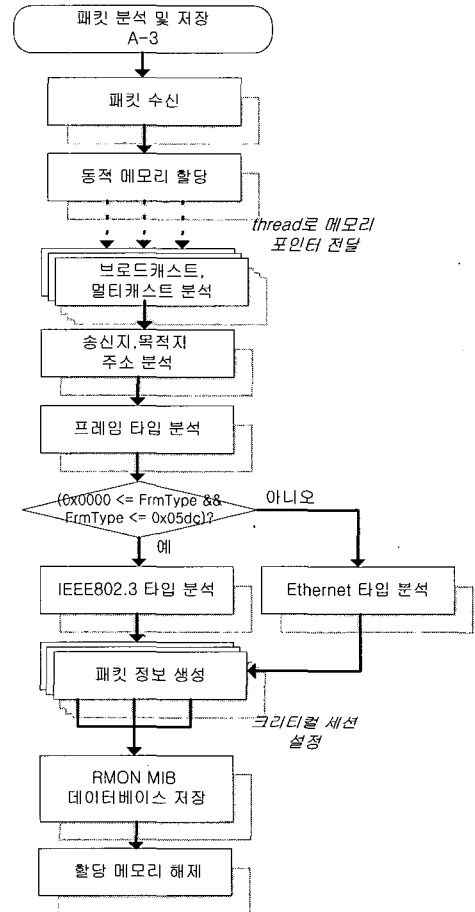 패킷 분석 및 저장
A-3
패킷 수신
동적 메모리 할당
thread로 메모리
포인터 전달
브로드캐스트,
멀티캐스트 분석
송신지,목적지
주소 분석
프레임 타입 분석
(0x0000 <= FrmType &&
FrmType <= 0x05dc)?
아니오
예
IEEE802.3 타입 분석
Ethernet 타입 분석
패킷 정보 생성
크리티컬 세션
설정
RMON MIB
데이터베이스 저장
할당 메모리 해제